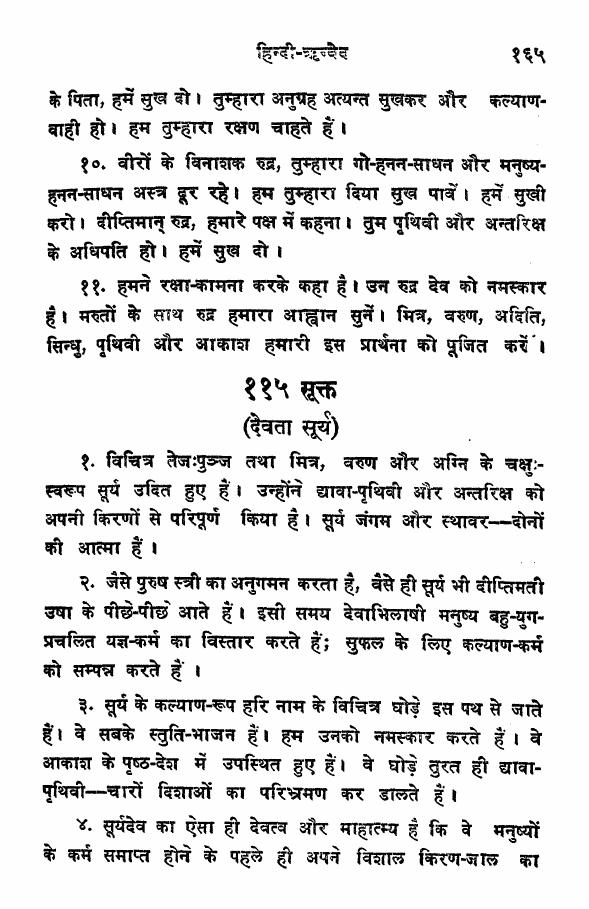 हिन्दी-ऋग्वेद १६५
के पिता, हमें सुख दो। तुम्हारा अनुग्रह अत्यन्त सुखकर और कल्याण-
वाही हो। हम तुम्हारा रक्षण चाहते हैं।
१०. वीरों के विनाशक रुद्र, तुम्हारा गो-हनन-साधन और मनुष्य-
हनन-साधन अस्त्र दूर रहे। हम तुम्हारा दिया सुख पावें। हमें सुखी
करो। दीप्तिमान् रुद्र, हमारे पक्ष में कहना। तुम पृथिवी और अन्तरिक्ष
के अधिपति हो। हमें सुख दो।
११. हमने रक्षा-कामना करके कहा है। उन रुद्र देव को नमस्कार
है। मरुतों के साथ रुद्र हमारा आह्वान सुनें। मित्र, वरुण, अदिति,
सिन्धु, पृथिवी और आकाश हमारी इस प्रार्थना को पूजित करें।
११५ सूक्त
(देवता सूर्य)
१. विचित्र तेजःपुञ्ज तथा मित्र, वरुण और अग्नि के चक्षुः-
स्वरूप सूर्य उदित हुए हैं। उन्होंने द्यावा-पृथिवी और अन्तरिक्ष को
अपनी किरणों से परिपूर्ण किया है। सूर्य जंगम और स्थावर--दोनों
की आत्मा हैं।
२. जैसे पुरुष स्त्री का अनुगमन करता है, वैसे ही सूर्य भी दीप्तिमती
उषा के पीछे-पीछे आते हैं। इसी समय देवाभिलाषी मनुष्य बहु-युग-
प्रचलित यज्ञ-कर्म का विस्तार करते हैं; सुफल के लिए कल्याण-कर्म
को सम्पन्न करते हैं।
३. सूर्य के कल्याण-रूप हरि नाम के विचित्र घोड़े इस पथ से जाते
हैं। वे सबके स्तुति-भाजन हैं। हम उनको नमस्कार करते हैं। वे
आकाश के पृष्ठ-देश में उपस्थित हुए हैं। वे घोड़े तुरत ही द्यावा-
पृथिवी--चारों दिशाओं का परिभ्रमण कर डालते हैं।
४. सूर्यदेव का ऐसा ही देवत्व और माहात्म्य है कि वे मनुष्यों
के कर्म समाप्त होने के पहले ही अपने विशाल किरण-जाल का